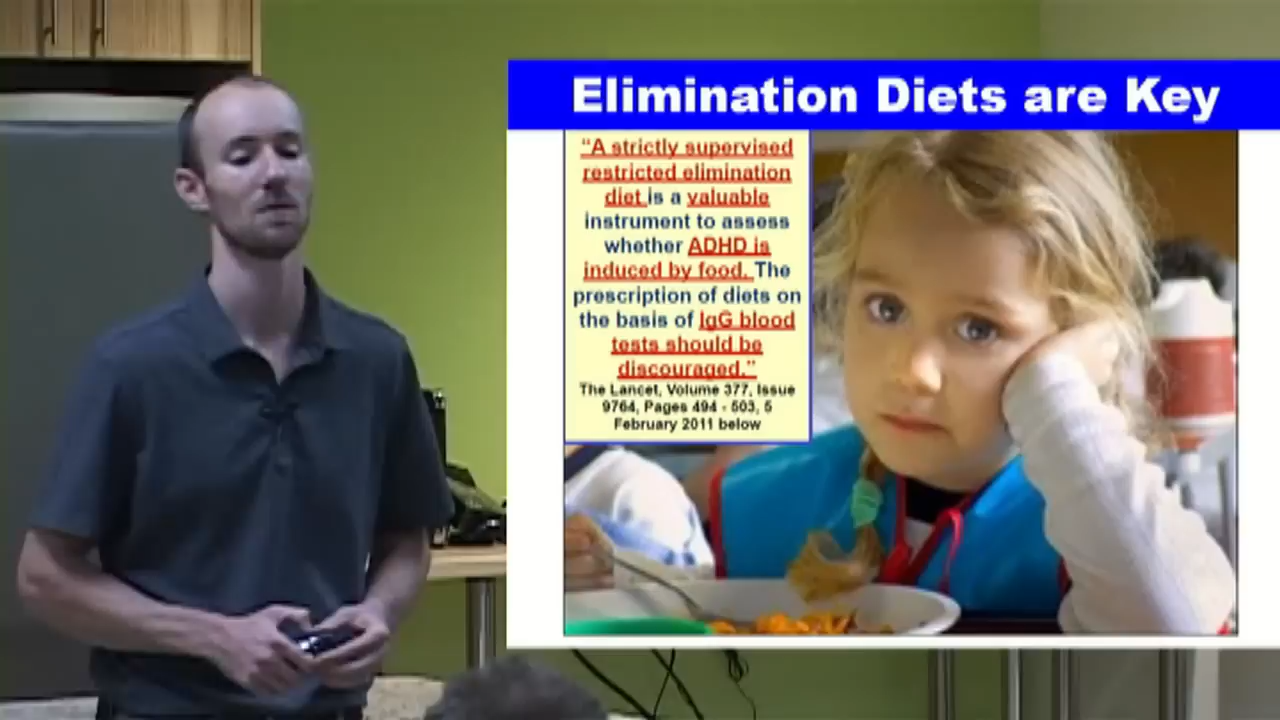 Elimination Diets are Key
“A strictly supervised
restricted elimination
diet is a valuable
instrument to assess
whether ADHD is
induced by food. The
prescription of diets on
the basis of IgG blood
tests should be
discouraged.”
The Lancet, Volume 377, Issue
9764, Pages 494 - 503, 5
February 2011 below